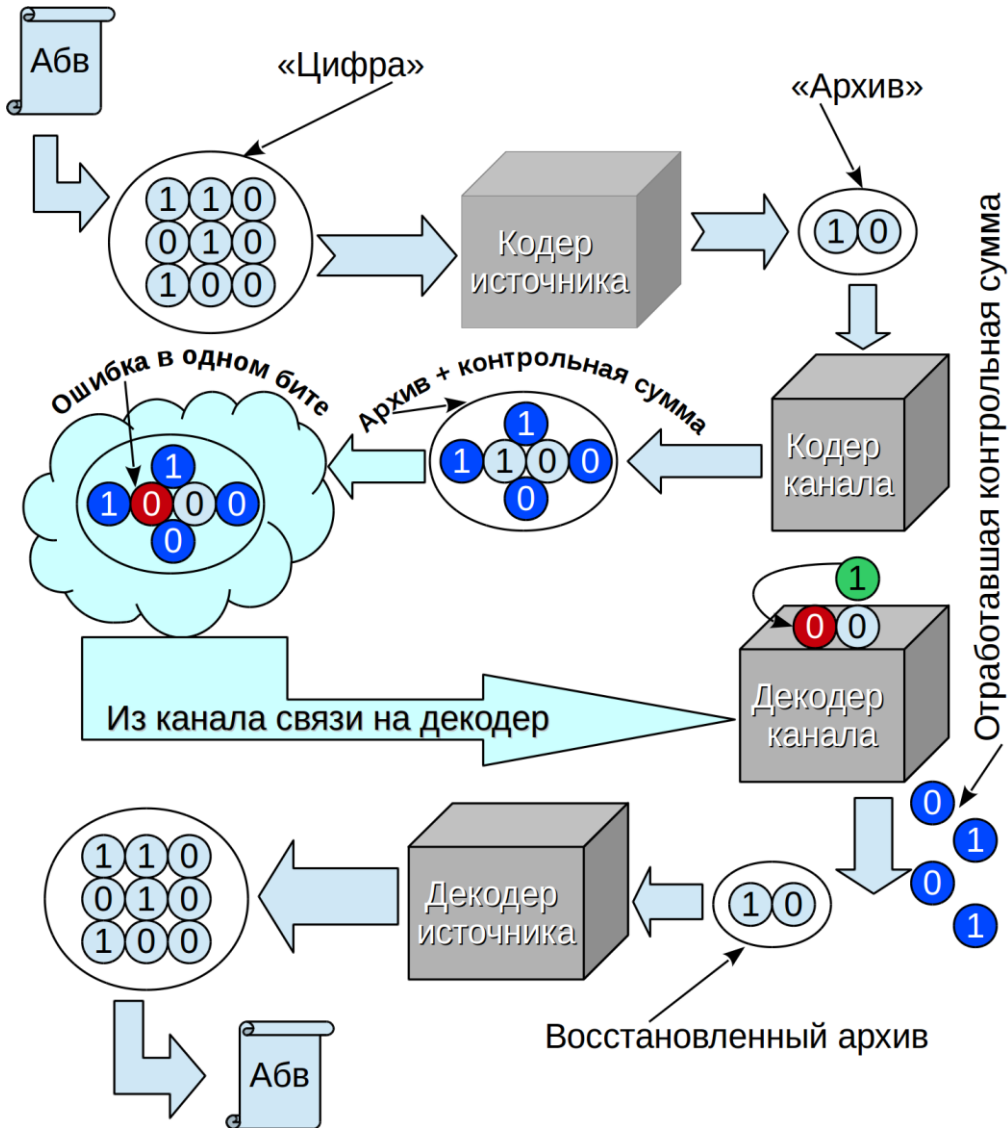 Абв
«Цифра»
«Архив»
1 1 0
0 1 0
1 0 0
Кодер
источника
1 0
Отработавшая контрольная сумма
Ошибка в одном бите
Архив + контрольная сумма
Кодер
канала
1
1 1 0 0
0
1
1 0 0 0
0
1
0 0
Из канала связи на декодер
Декодер
канала
0
1
0
1
1 1 0
0 1 0
1 0 0
Декодер
источника
1 0
Восстановленный архив
Абв